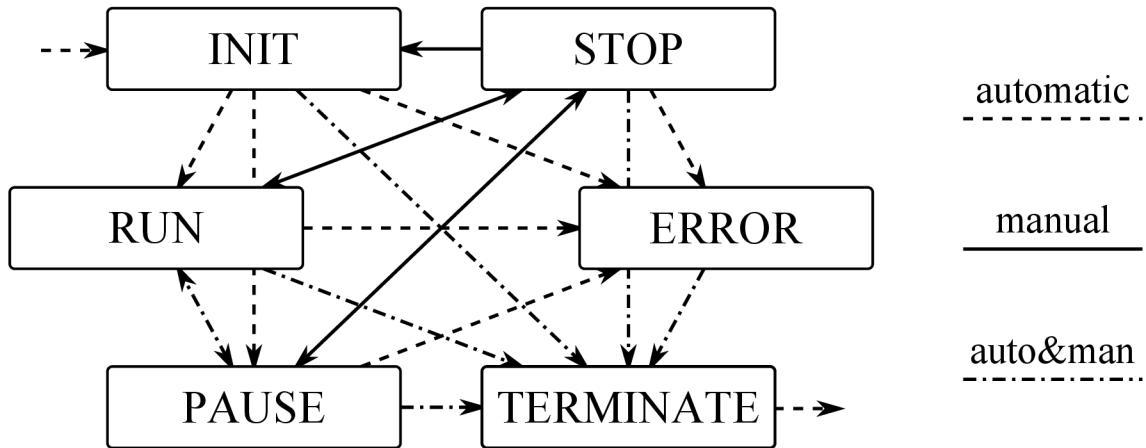 INIT
STOP
automatic
RUN
ERROR
manual
auto&man
PAUSE
TERMINATE